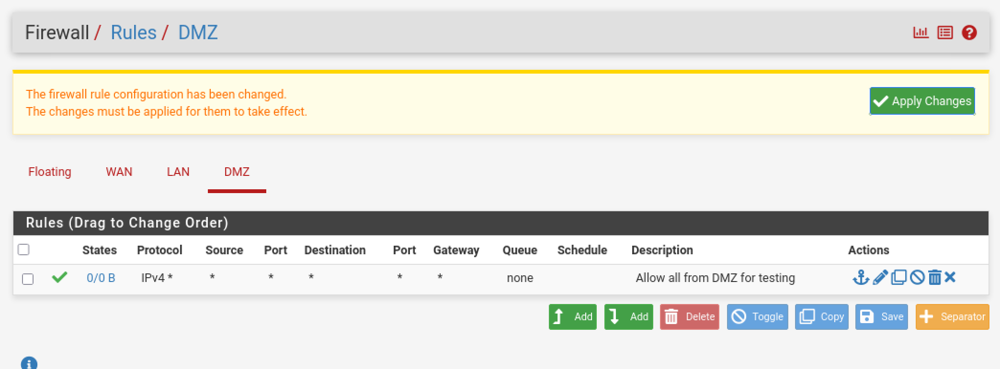 Firewall / Rules / DMZ
The firewall rule configuration has been changed.
The changes must be applied for them to take effect.
Apply Changes
Floating WAN LAN DMZ
Rules (Drag to Change Order)
States Protocol Source Port Destination Port Gateway Queue Schedule Description Actions
0/0 B IPv4 * * * * * * none Allow all from DMZ for testing
Add Add Delete Toggle Copy Save Separator